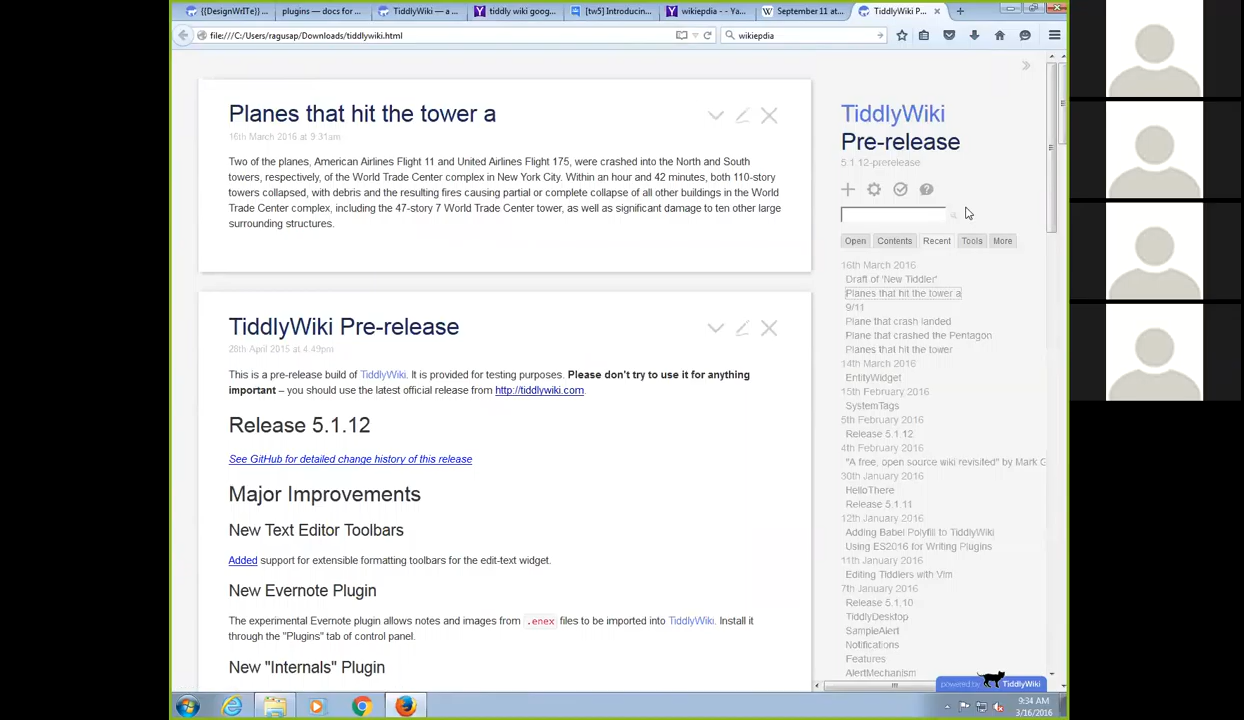 {{DesignWrITe} ...
plugins — docs for ...
TiddlyWiki — a ...
tiddly wiki goog...
[tw5] Introducin...
wikiepdia - - Ya...
September 11 at...
TiddlyWiki P...
file:///C:/Users/ragusap/Downloads/tiddlywiki.html
wikiepdia
Planes that hit the tower a
16th March 2016 at 9:31am
Two of the planes, American Airlines Flight 11 and United Airlines Flight 175, were crashed into the North and South
towers, respectively, of the World Trade Center complex in New York City. Within an hour and 42 minutes, both 110-story
towers collapsed, with debris and the resulting fires causing partial or complete collapse of all other buildings in the World
Trade Center complex, including the 47-story 7 World Trade Center tower, as well as significant damage to ten other large
surrounding structures.
TiddlyWiki Pre-release
28th April 2015 at 4:49pm
This is a pre-release build of TiddlyWiki. It is provided for testing purposes. Please don't try to use it for anything
important – you should use the latest official release from http://tiddlywiki.com.
Release 5.1.12
See GitHub for detailed change history of this release
Major Improvements
New Text Editor Toolbars
Added support for extensible formatting toolbars for the edit-text widget.
New Evernote Plugin
The experimental Evernote plugin allows notes and images from .enex files to be imported into TiddlyWiki. Install it
through the "Plugins" tab of control panel.
New "Internals" Plugin
TiddlyWiki
Pre-release
5.1.12-prerelease
Open
Contents
Recent
Tools
More
16th March 2016
Draft of 'New Tiddler'
Planes that hit the tower a
9/11
Plane that crash landed
Plane that crashed the Pentagon
Planes that hit the tower
14th March 2016
EntityWidget
15th February 2016
SystemTags
5th February 2016
Release 5.1.12
4th February 2016
"A free, open source wiki revisited" by Mark G
30th January 2016
HelloThere
Release 5.1.11
12th January 2016
Adding Babel Polyfill to TiddlyWiki
Using ES2016 for Writing Plugins
11th January 2016
Editing Tiddlers with Vim
7th January 2016
Release 5.1.10
TiddlyDesktop
SampleAlert
Notifications
Features
AlertMechanism
powered by TiddlyWiki
9:34 AM
3/16/2016